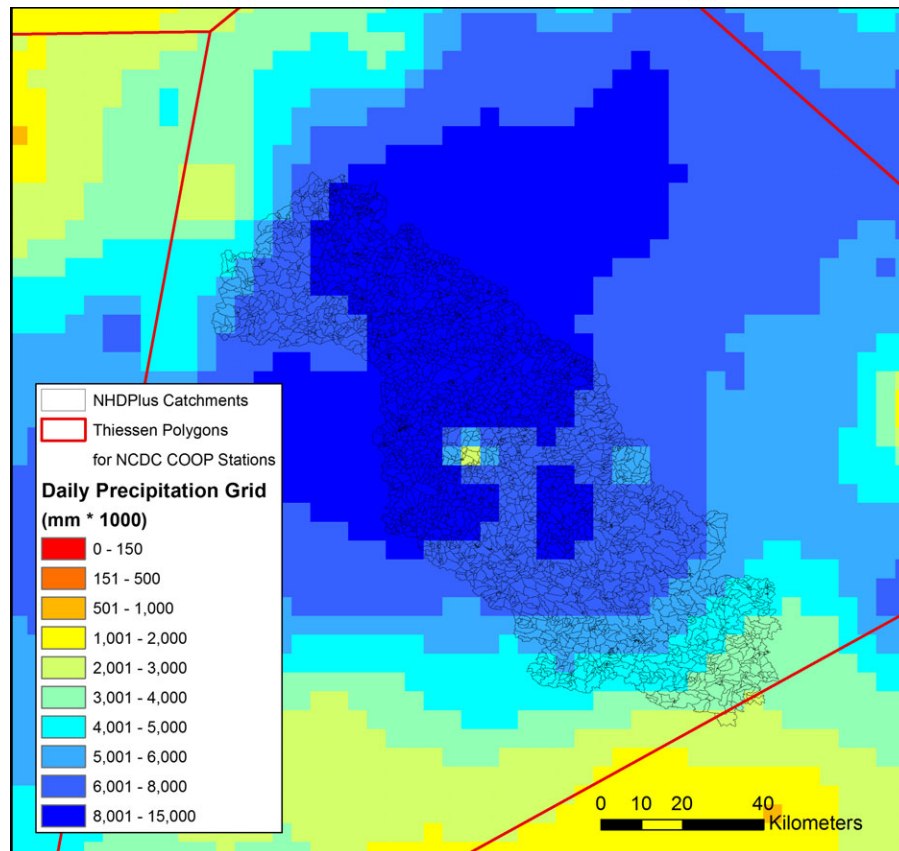 NHDPlus Catchments
Thiessen Polygons
for NCDC COOP Stations
Daily Precipitation Grid
(mm * 1000)
0 - 150
151 - 500
501 - 1,000
1,001 - 2,000
2,001 - 3,000
3,001 - 4,000
4,001 - 5,000
5,001 - 6,000
6,001 - 8,000
8,001 - 15,000
0 10 20 40
Kilometers